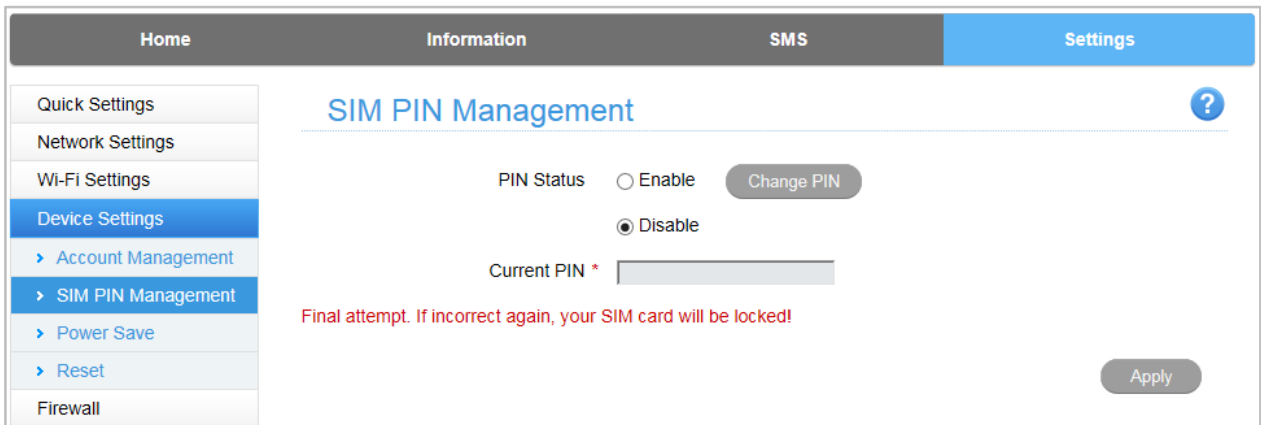 Home Information SMS Settings
Quick Settings
Network Settings
Wi-Fi Settings
Device Settings
Account Management
SIM PIN Management
Power Save
Reset
Firewall
SIM PIN Management ?
PIN Status Enable Change PIN
Disable
Current PIN *
Final attempt. If incorrect again, your SIM card will be locked!
Apply